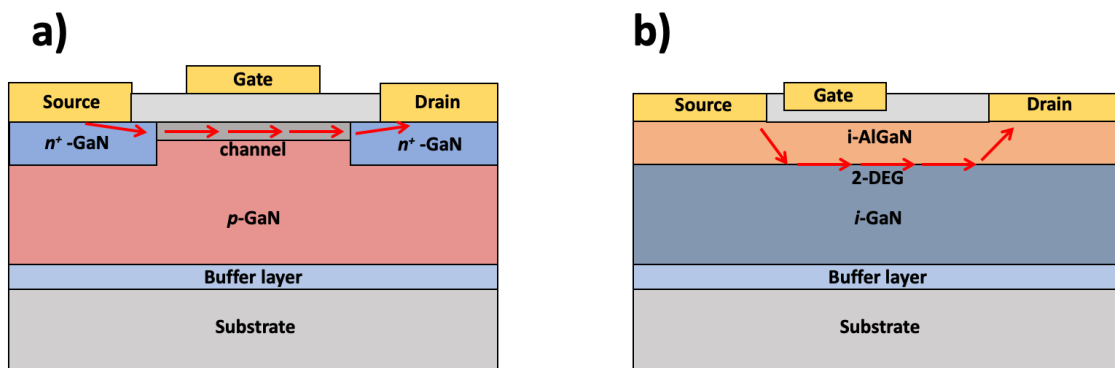 a)
Gate
Source
Drain
n⁺ -GaN
channel
n⁺ -GaN
p-GaN
Buffer layer
Substrate
b)
Gate
Source
Drain
i-AlGaN
2-DEG
i-GaN
Buffer layer
Substrate